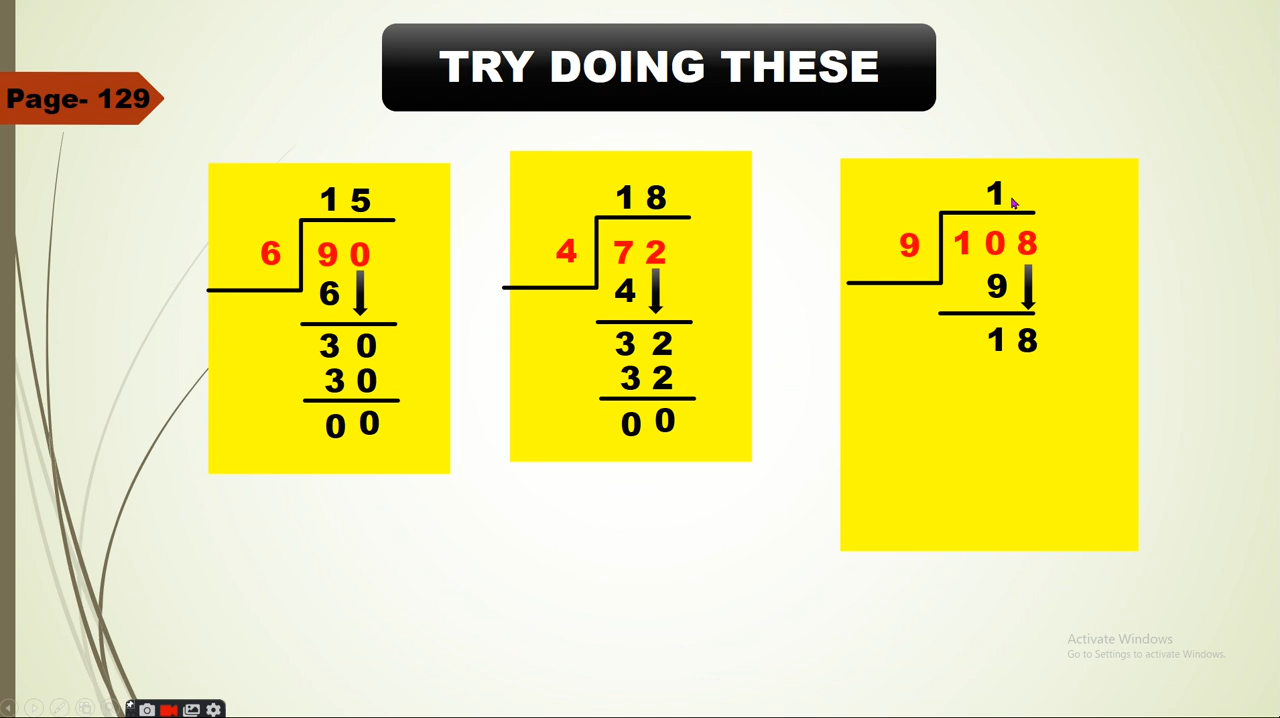 TRY DOING THESE
Page- 129
1 5
6 9 0
6
3 0
3 0
0 0
1 8
4 7 2
4
3 2
3 2
0 0
1
9 1 0 8
9
1 8
Activate Windows
Go to Settings to activate Windows.